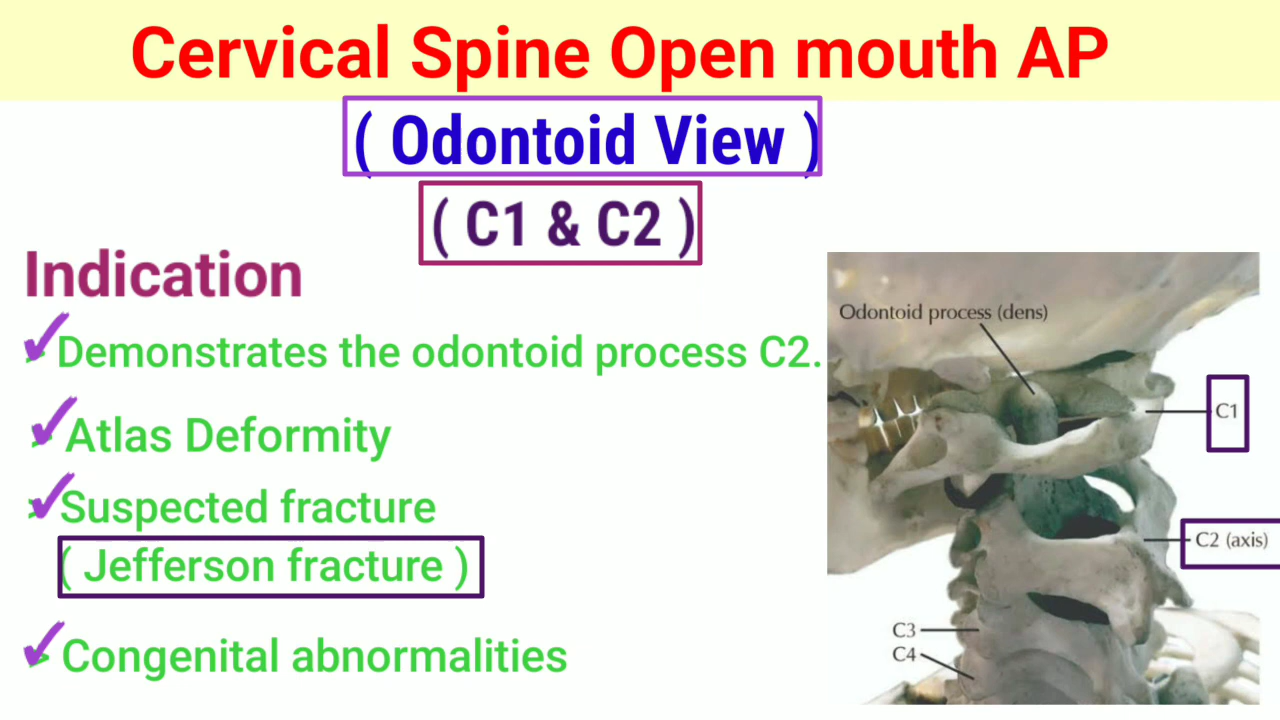 Cervical Spine Open mouth AP
( Odontoid View )
( C1 & C2 )
Indication
Demonstrates the odontoid process C2.
Atlas Deformity
Suspected fracture
( Jefferson fracture )
Congenital abnormalities
Odontoid process (dens)
C1
C2 (axis)
C3
C4